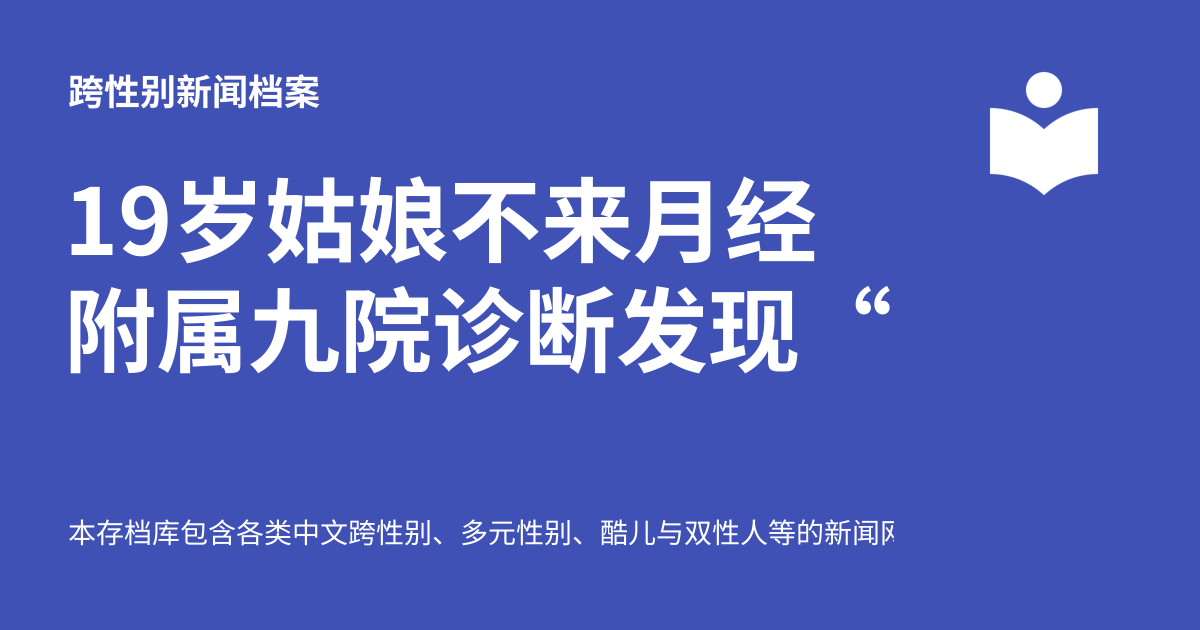 跨性别新闻档案
19岁姑娘不来月经
附属九院诊断发现“
本存档库包含各类中文跨性别、多元性别、酷儿与双性人等的新闻